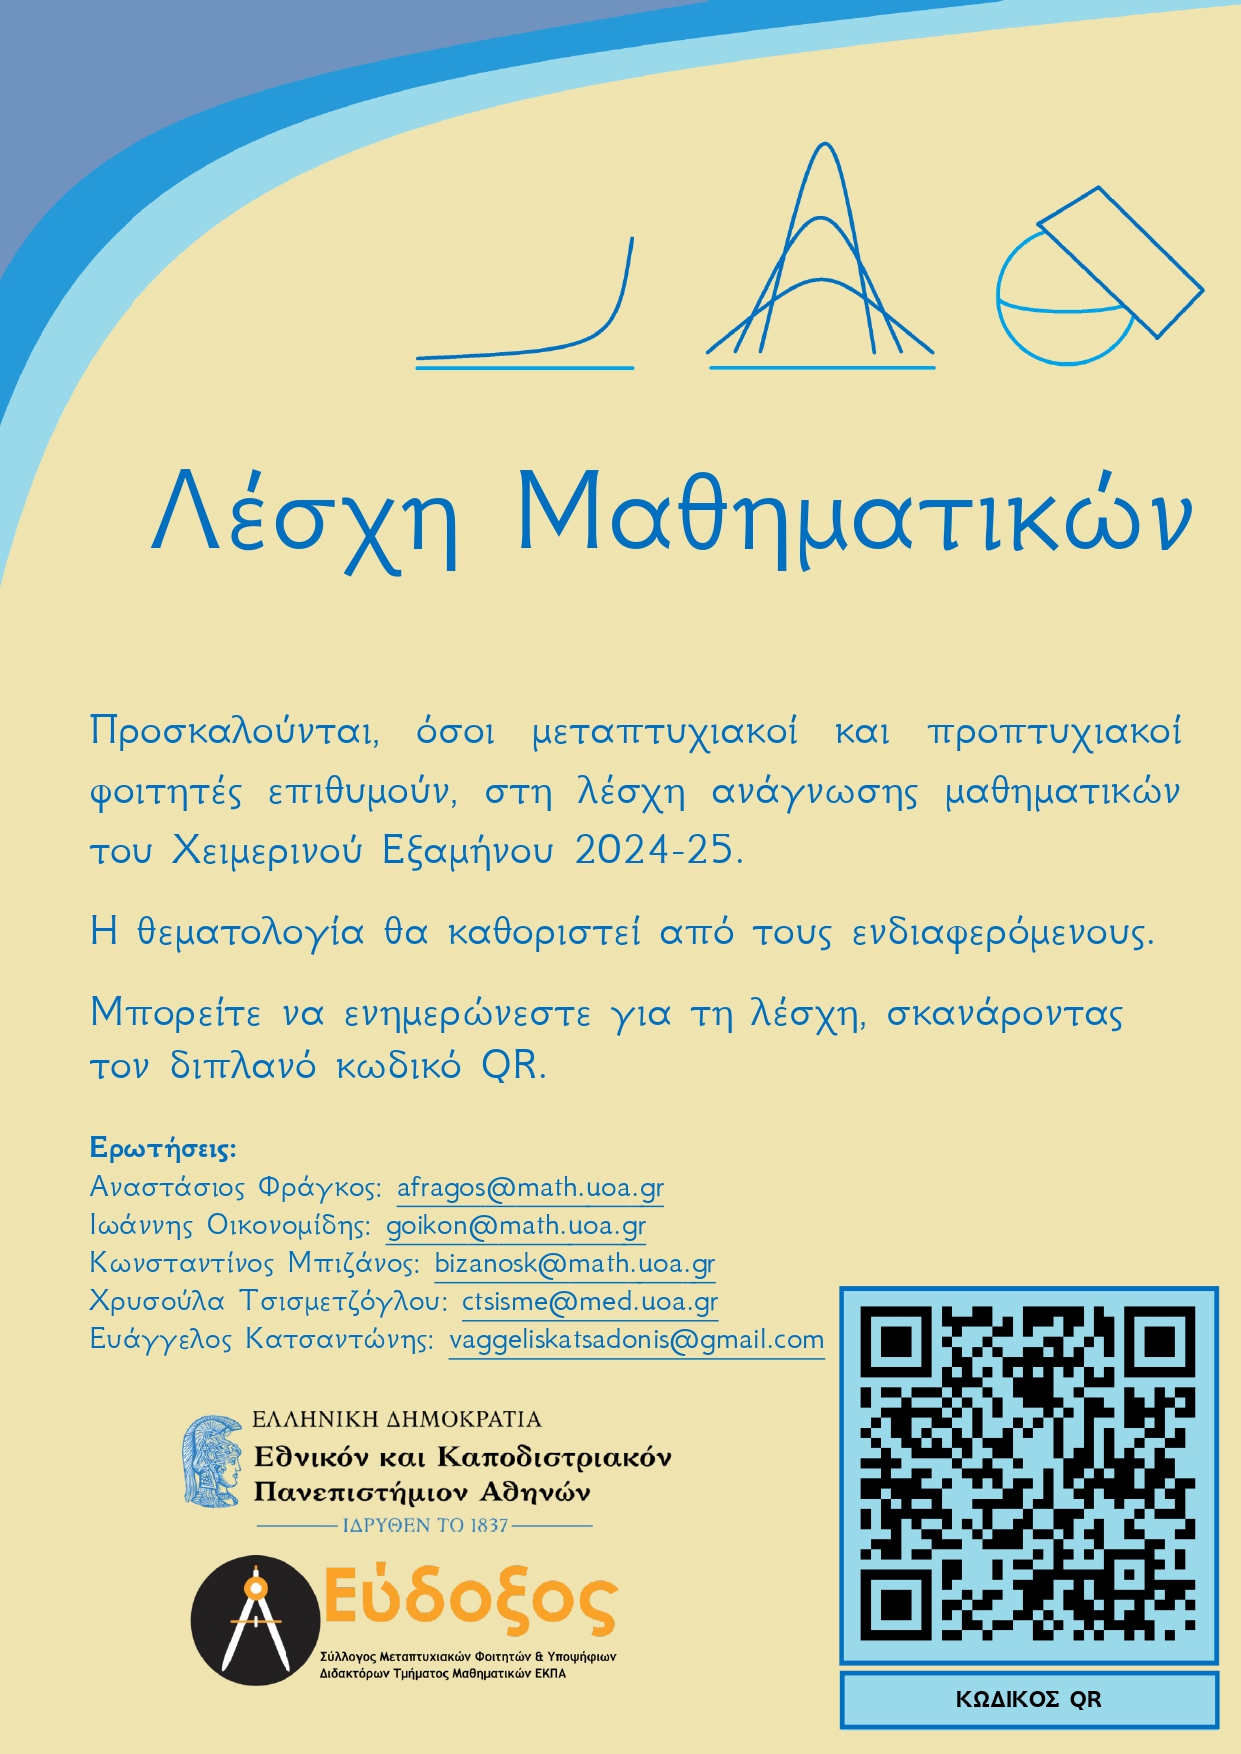 Λέσχη Μαθηματικών
Προσκαλούνται, όσοι μεταπτυχιακοί και προπτυχιακοί
φοιτητές επιθυμούν, στη λέσχη ανάγνωσης μαθηματικών
του Χειμερινού Εξαμήνου 2024-25.
Η θεματολογία θα καθοριστεί από τους ενδιαφερόμενους.
Μπορείτε να ενημερώνεστε για τη λέσχη, σκανάροντας
τον διπλανό κωδικό QR.
Ερωτήσεις:
Αναστάσιος Φράγκος: afragos@math.uoa.gr
Ιωάννης Οικονομίδης: goikon@math.uoa.gr
Κωνσταντίνος Μπιζάνος: bizanosk@math.uoa.gr
Χρυσούλα Τσισμετζόγλου: ctsisme@med.uoa.gr
Ευάγγελος Κατσαντώνης: vaggeliskatsadonis@gmail.com
ΕΛΛΗΝΙΚΗ ΔΗΜΟΚΡΑΤΙΑ
Εθνικόν και Καποδιστριακόν
Πανεπιστήμιον Αθηνών
ΙΔΡΥΘΕΝ ΤΟ 1837
Εύδοξος
Σύλλογος Μεταπτυχιακών Φοιτητών & Υποψήφιων
Διδακτόρων Τμήματος Μαθηματικών ΕΚΠΑ
ΚΩΔΙΚΟΣ QR